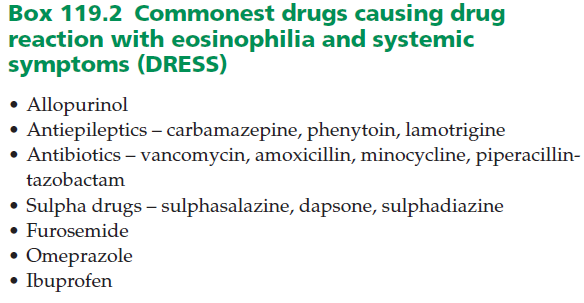 Box 119.2 Commonest drugs causing drug
reaction with eosinophilia and systemic
symptoms (DRESS)
• Allopurinol
• Antiepileptics – carbamazepine, phenytoin, lamotrigine
• Antibiotics – vancomycin, amoxicillin, minocycline, piperacillin-
tazobactam
• Sulpha drugs – sulphasalazine, dapsone, sulphadiazine
• Furosemide
• Omeprazole
• Ibuprofen